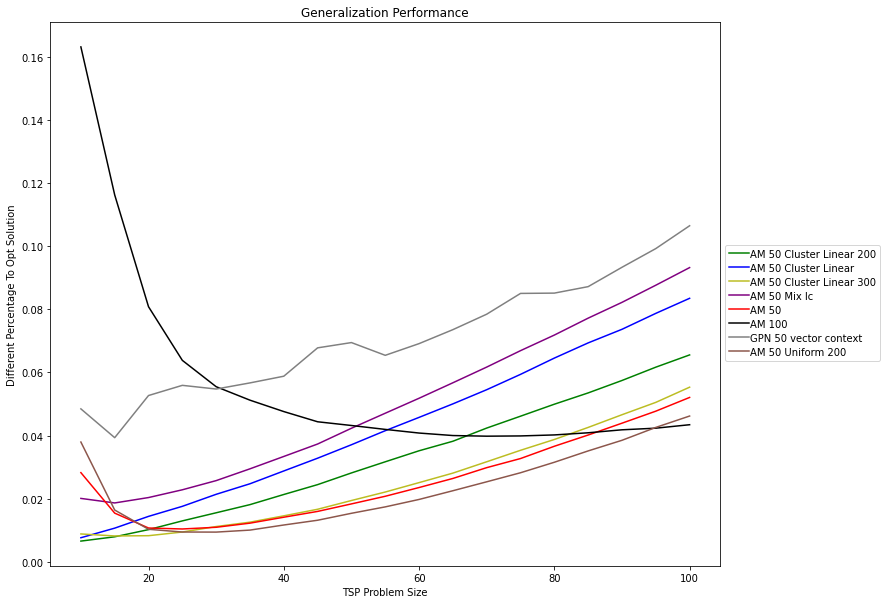 Generalization Performance
Different Percentage To Opt Solution
0.16
0.14
0.12
0.10
0.08
0.06
0.04
0.02
0.00
20
40
60
80
100
TSP Problem Size
AM 50 Cluster Linear 200
AM 50 Cluster Linear
AM 50 Cluster Linear 300
AM 50 Mix lc
AM 50
AM 100
GPN 50 vector context
AM 50 Uniform 200